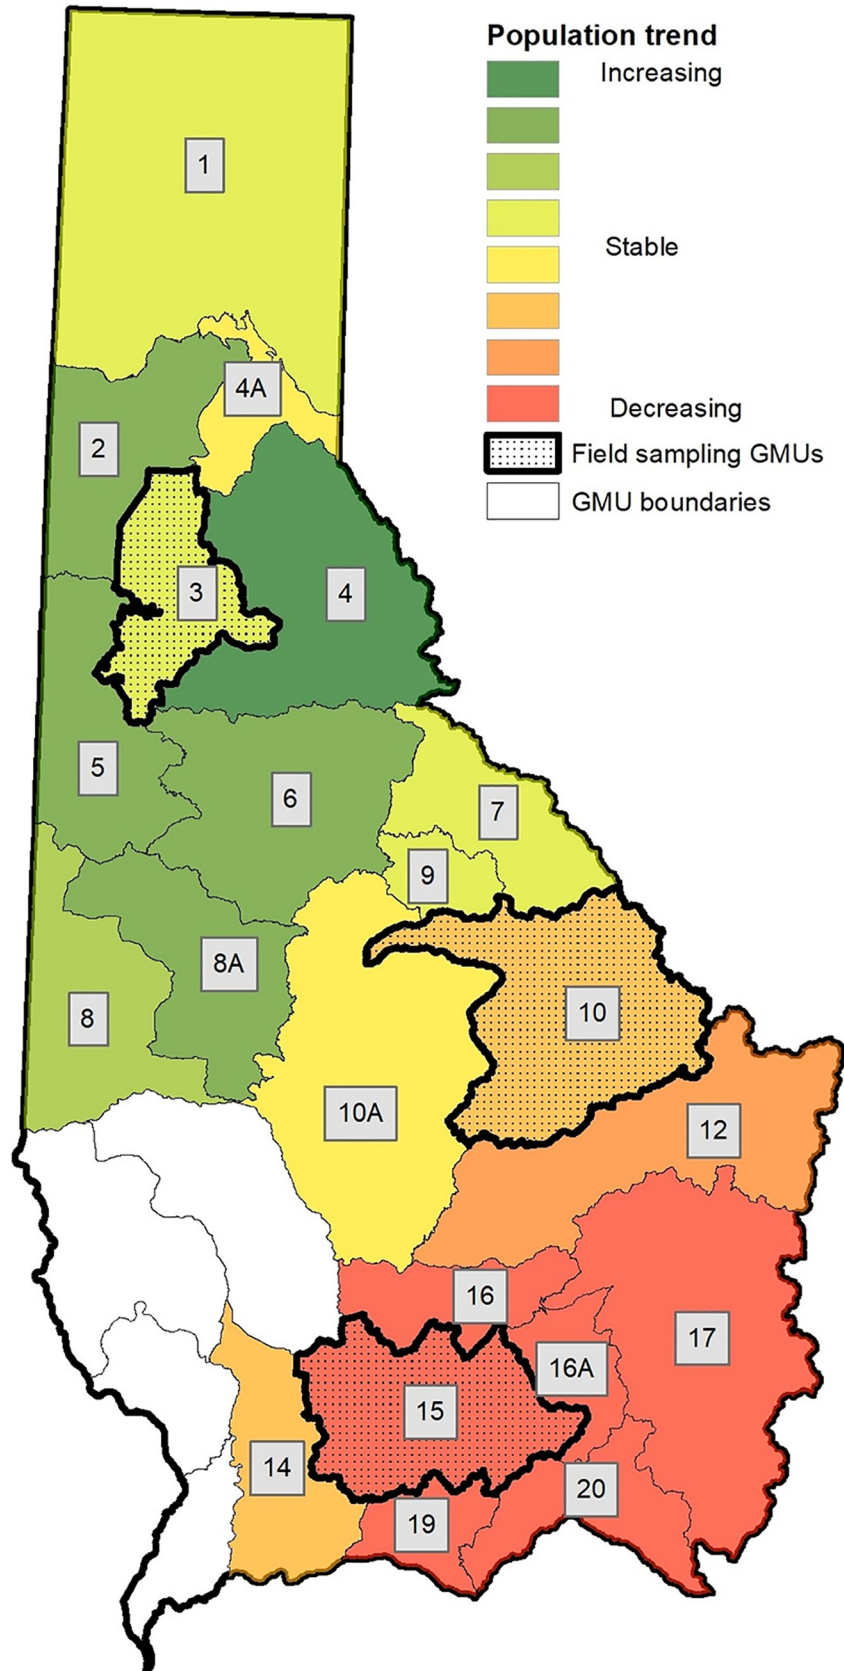 Population trend
Increasing
Stable
Decreasing
Field sampling GMUs
GMU boundaries
1
4A
2
3
4
5
6
7
9
8A
8
10
10A
12
16
17
16A
15
14
20
19